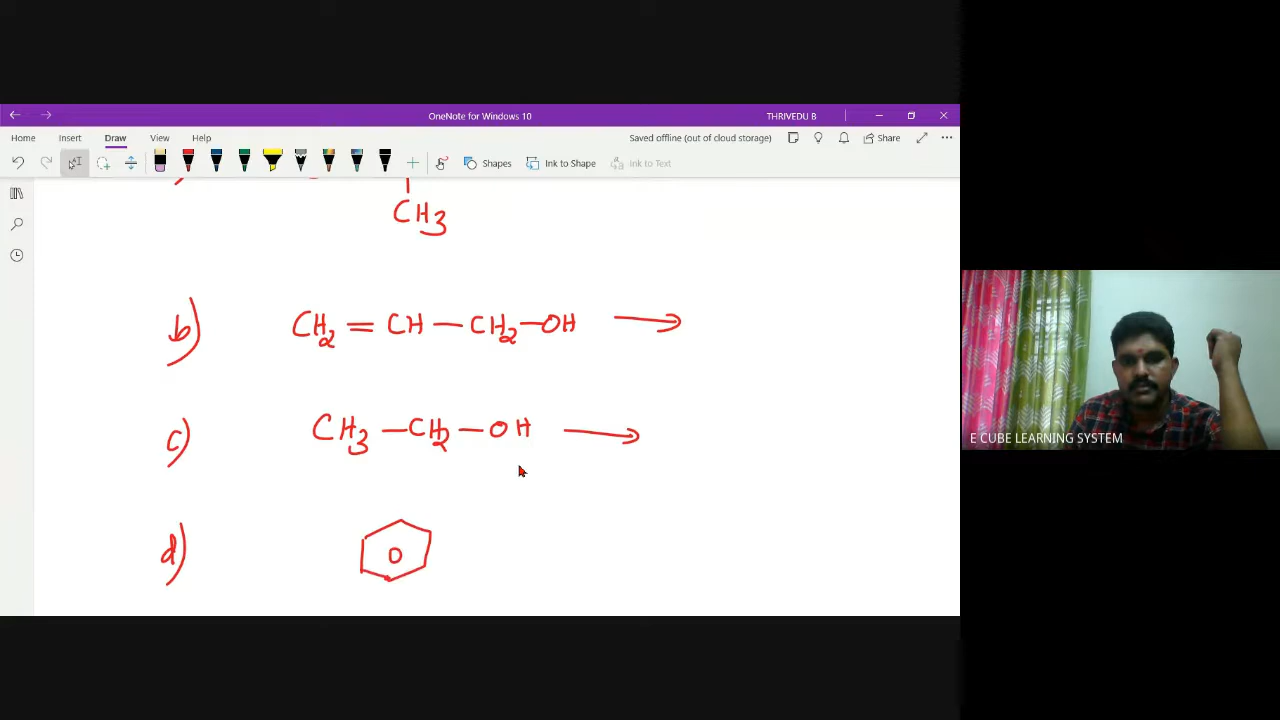 OneNote for Windows 10
THRIVEDU B
Home Insert Draw View Help
Saved offline (out of cloud storage)
Share
Shapes
Ink to Shape
Ink to Text
CH3
b) CH2 = CH — CH2 — OH →
c) CH3 — CH2 — OH →
d)
E CUBE LEARNING SYSTEM